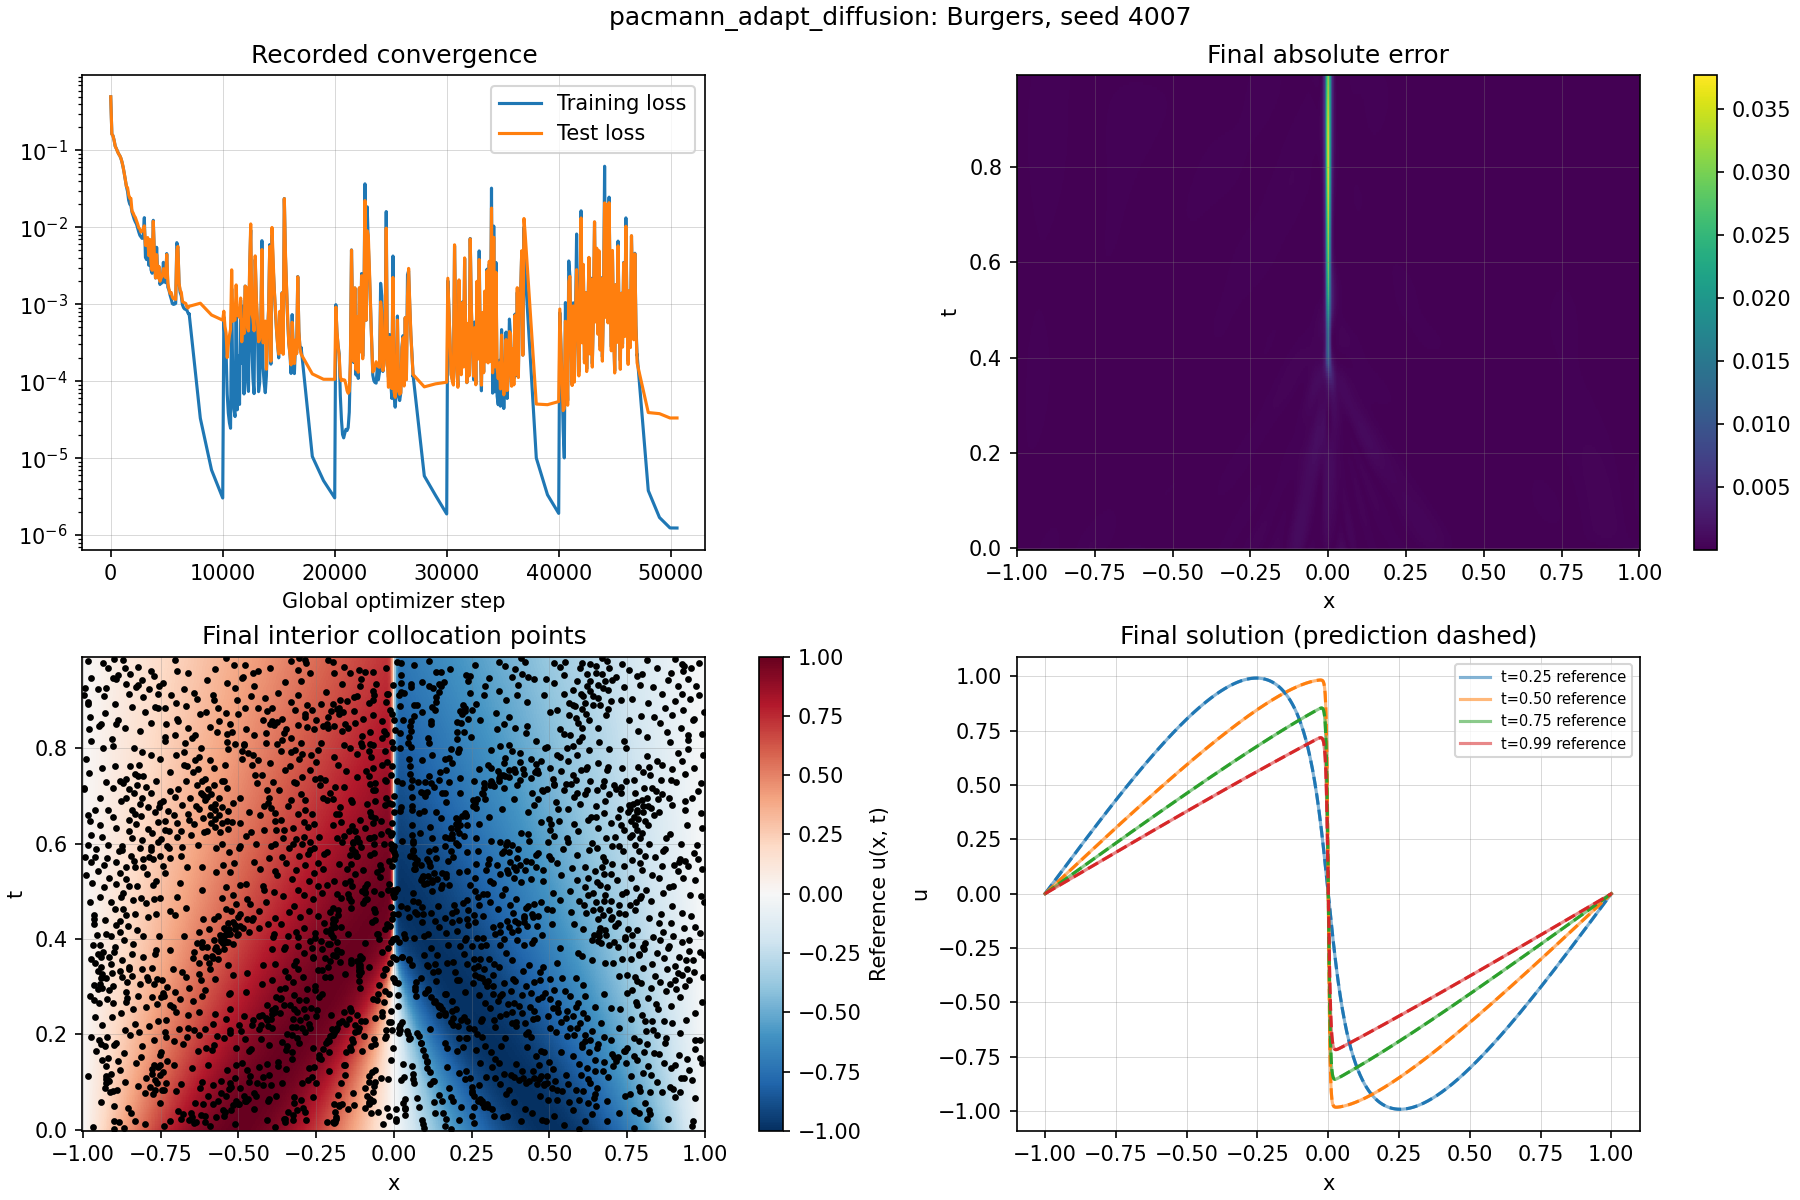 pacmann_adapt_diffusion: Burgers, seed 4007
Recorded convergence
Training loss
Test loss
10⁻¹
10⁻²
10⁻³
10⁻⁴
10⁻⁵
10⁻⁶
0 10000 20000 30000 40000 50000
Global optimizer step
Final absolute error
t
0.8
0.6
0.4
0.2
0.0
−1.00 −0.75 −0.50 −0.25 0.00 0.25 0.50 0.75 1.00
x
0.035
0.030
0.025
0.020
0.015
0.010
0.005
Final interior collocation points
t
0.8
0.6
0.4
0.2
0.0
−1.00 −0.75 −0.50 −0.25 0.00 0.25 0.50 0.75 1.00
x
1.00
0.75
0.50
0.25
0.00
−0.25
−0.50
−0.75
−1.00
Reference u(x, t)
Final solution (prediction dashed)
t=0.25 reference
t=0.50 reference
t=0.75 reference
t=0.99 reference
u
1.00
0.75
0.50
0.25
0.00
−0.25
−0.50
−0.75
−1.00
−1.00 −0.75 −0.50 −0.25 0.00 0.25 0.50 0.75 1.00
x